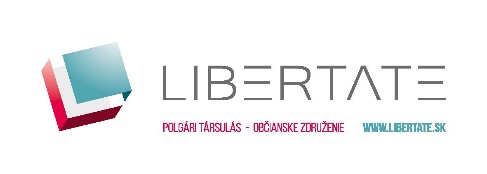 LIBERTATE
POLGÁRI TÁRSULÁS - OBČIANSKE ZDRUŽENIE WWW.LIBERTATE.SK